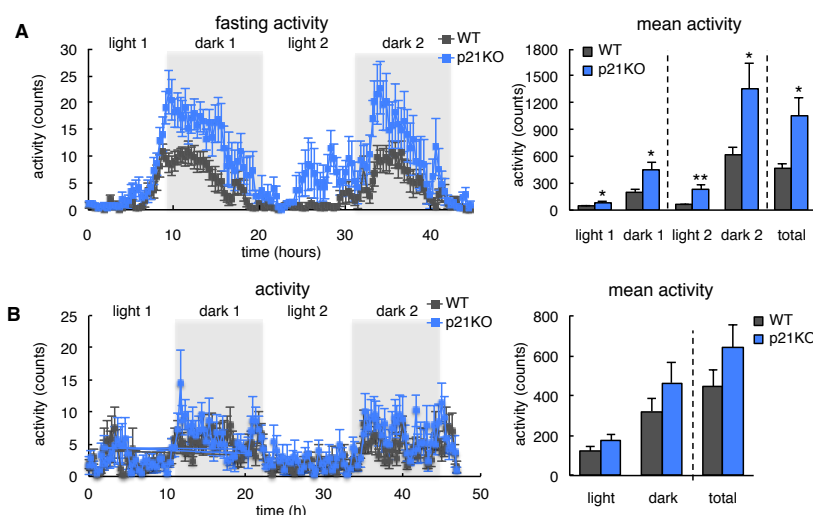 A
fasting activity
WT
p21KO
light 1 dark 1 light 2 dark 2
activity (counts)
30
25
20
15
10
5
0
0 10 20 30 40
time (hours)
mean activity
WT
p21KO
activity (counts)
1800
1500
1200
900
600
300
0
* * ** * *
light 1 dark 1 light 2 dark 2 total
B
activity
WT
p21KO
light 1 dark 1 light 2 dark 2
activity (counts)
25
20
15
10
5
0
0 10 20 30 40 50
time (h)
mean activity
WT
p21KO
activity (counts)
800
600
400
200
0
light dark total